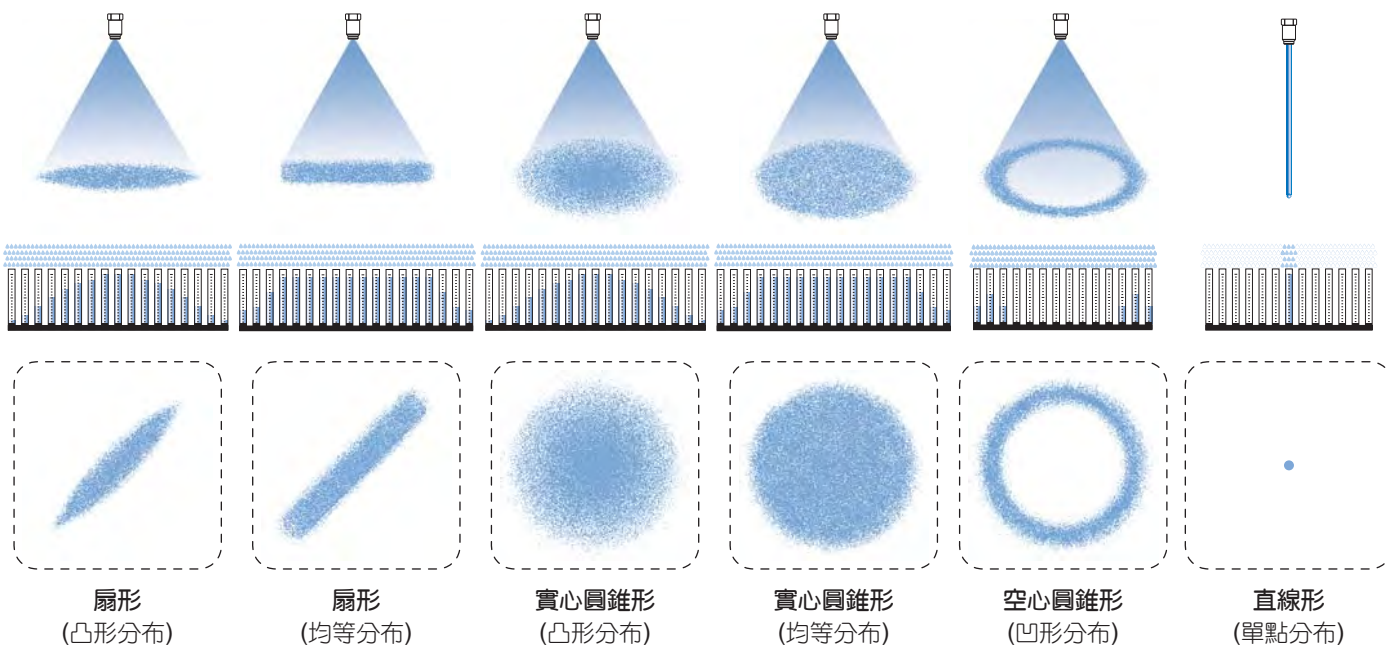 扇形
(凸形分布)
扇形
(均等分布)
實心圓錐形
(凸形分布)
實心圓錐形
(均等分布)
空心圓錐形
(凹形分布)
直線形
(單點分布)